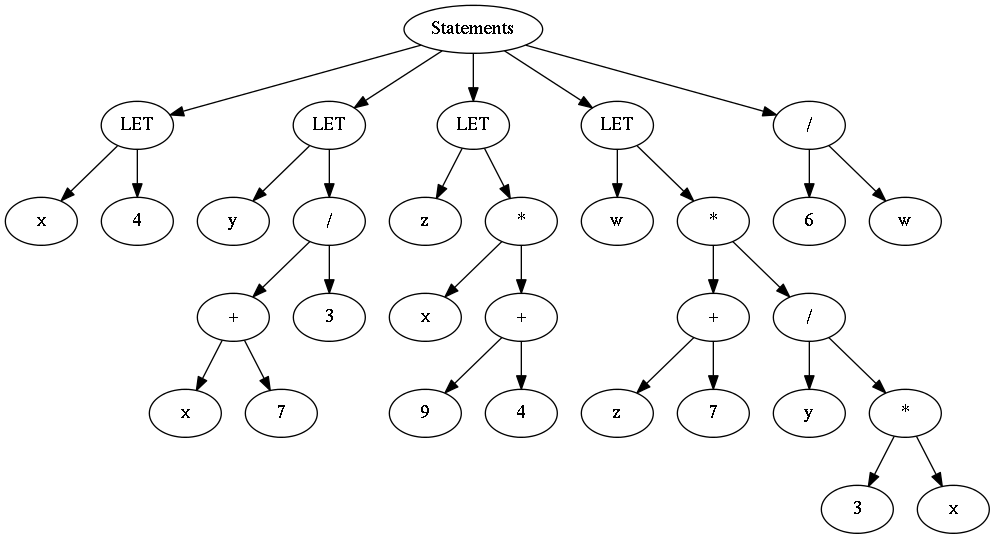 Statements
LET LET LET LET /
x 4 y / z * w * 6 w
+ 3 x + + /
x 7 9 4 z 7 y *
3 x